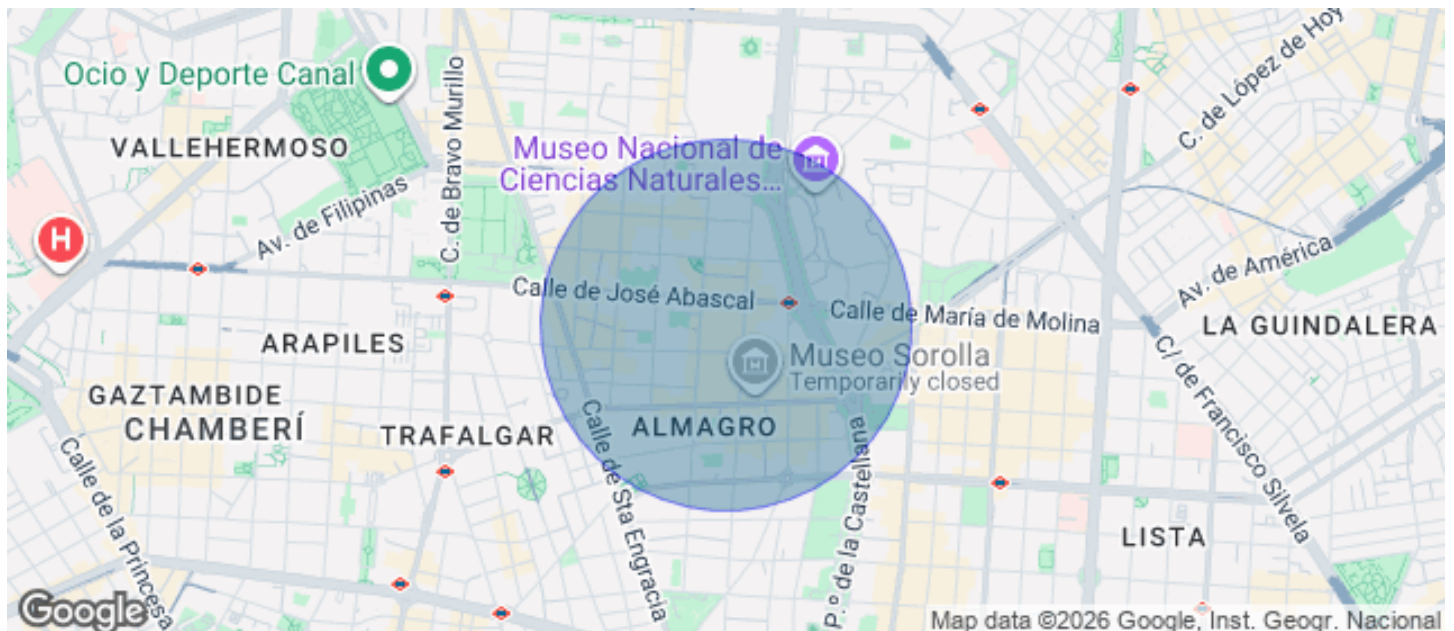 Ocio y Deporte Canal
C. de Bravo Murillo
C. de López de Hoy
VALLEHERMOSO
Museo Nacional de
Ciencias Naturales...
Av. de Filipinas
H
Av. de América
Calle de José Abascal
Calle de María de Molina
LA GUINDALERA
ARAPILES
Museo Sorolla
Temporarily closed
C/ de Francisco Silvela
GAZTAMBIDE
CHAMBERÍ
TRAFALGAR
ALMAGRO
Calle de la Princesa
Calle de Sta Engracia
P.º de la Castellana
LISTA
Google
Map data ©2026 Google, Inst. Geogr. Nacional